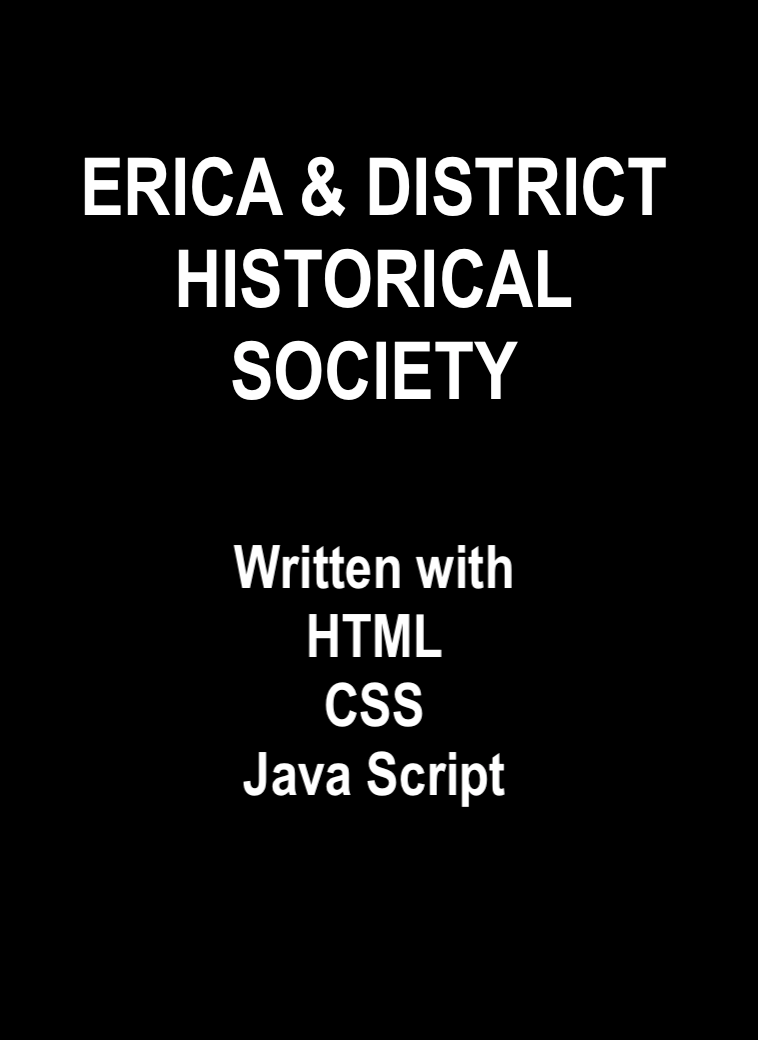 ERICA & DISTRICT
HISTORICAL
SOCIETY
Written with
HTML
CSS
Java Script